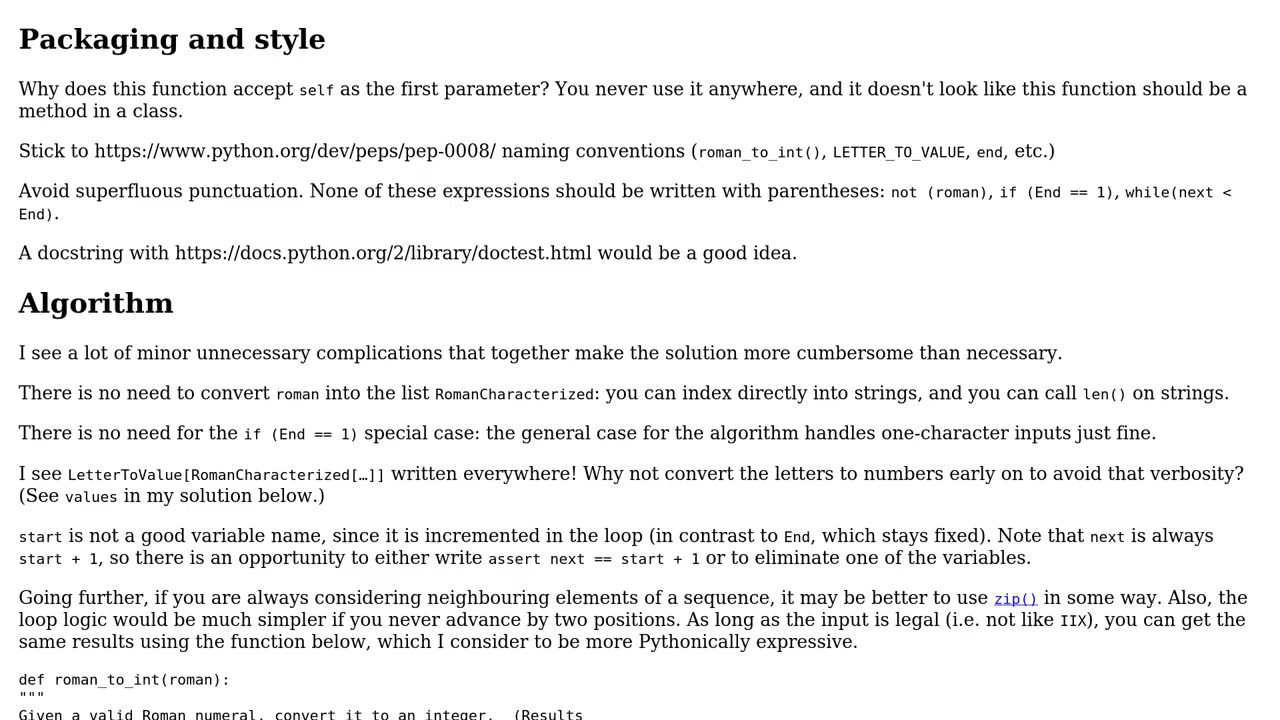 Packaging and style
Why does this function accept self as the first parameter? You never use it anywhere, and it doesn't look like this function should be a
method in a class.
Stick to https://www.python.org/dev/peps/pep-0008/ naming conventions (roman_to_int(), LETTER_TO_VALUE, end, etc.)
Avoid superfluous punctuation. None of these expressions should be written with parentheses: not (roman), if (End == 1), while(next <
End).
A docstring with https://docs.python.org/2/library/doctest.html would be a good idea.
Algorithm
I see a lot of minor unnecessary complications that together make the solution more cumbersome than necessary.
There is no need to convert roman into the list RomanCharacterized: you can index directly into strings, and you can call len() on strings.
There is no need for the if (End == 1) special case: the general case for the algorithm handles one-character inputs just fine.
I see LetterToValue[RomanCharacterized[…]] written everywhere! Why not convert the letters to numbers early on to avoid that verbosity?
(See values in my solution below.)
start is not a good variable name, since it is incremented in the loop (in contrast to End, which stays fixed). Note that next is always
start + 1, so there is an opportunity to either write assert next == start + 1 or to eliminate one of the variables.
Going further, if you are always considering neighbouring elements of a sequence, it may be better to use zip() in some way. Also, the
loop logic would be much simpler if you never advance by two positions. As long as the input is legal (i.e. not like IIX), you can get the
same results using the function below, which I consider to be more Pythonically expressive.
def roman_to_int(roman):
"""
Given a valid Roman numeral, convert it to an integer.  (Results